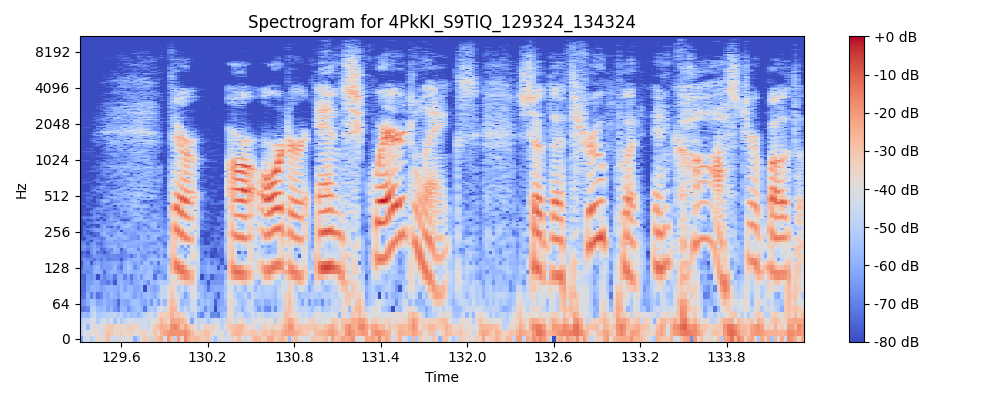 Spectrogram for 4PkKI_S9TIQ_129324_134324
Hz
8192
4096
2048
1024
512
256
128
64
0
129.6 130.2 130.8 131.4 132.0 132.6 133.2 133.8
Time
+0 dB
-10 dB
-20 dB
-30 dB
-40 dB
-50 dB
-60 dB
-70 dB
-80 dB